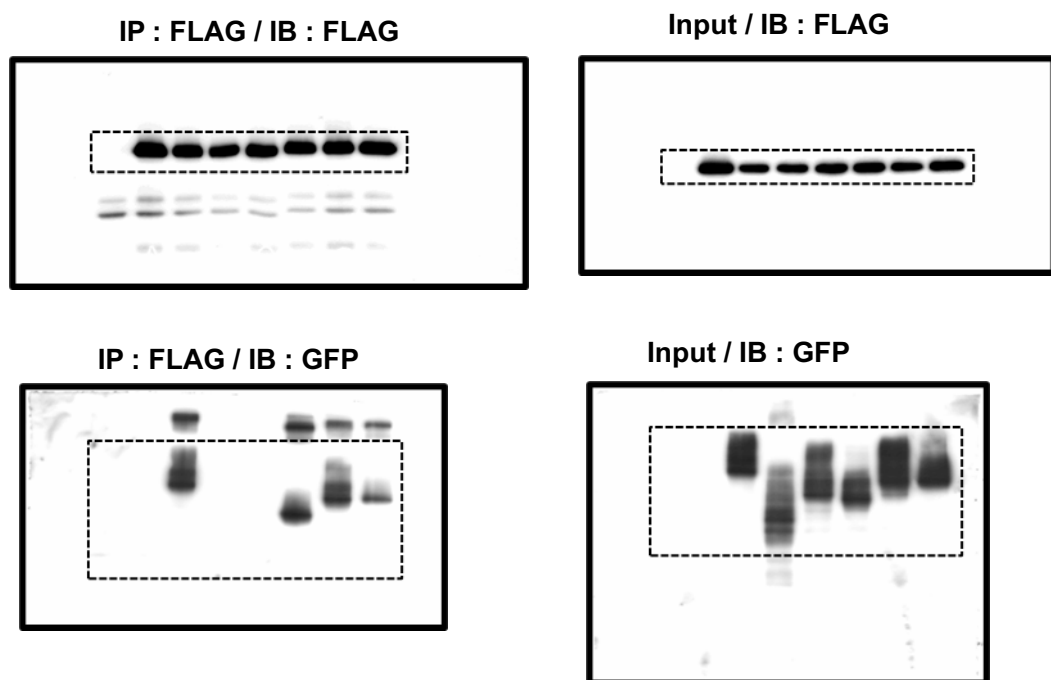 IP : FLAG / IB : FLAG
Input / IB : FLAG
IP : FLAG / IB : GFP
Input / IB : GFP